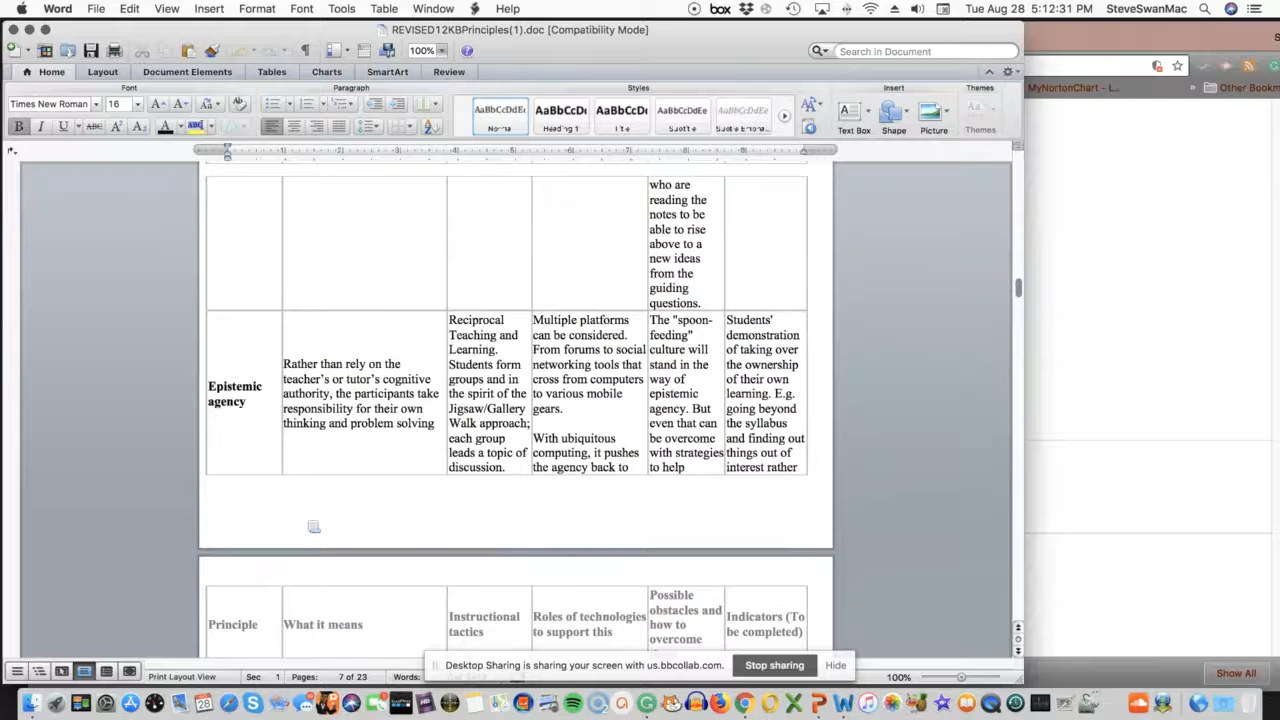 Word File Edit View Insert Format Font Tools Table Window Help
box Tue Aug 28 5:12:31 PM SteveSwanMac
REVISED12KBPrinciples(1).doc [Compatibility Mode]
100% Search in Document
Home Layout Document Elements Tables Charts SmartArt Review
Font Paragraph Styles Insert Themes
Times New Roman 16
AaBbCcDdEe AaBbCcDc AaBbCcDc AaBbCcDdEe AaBbCcDdEe
Heading 1
Text Box Shape Picture Themes
MyNortonChart – L... Other Bookm
who are
reading the
notes to be
able to rise
above to a
new ideas
from the
guiding
questions.
Epistemic
agency
Rather than rely on the
teacher's or tutor's cognitive
authority, the participants take
responsibility for their own
thinking and problem solving
Reciprocal
Teaching and
Learning.
Students form
groups and in
the spirit of the
Jigsaw/Gallery
Walk approach;
each group
leads a topic of
discussion.
Multiple platforms
can be considered.
From forums to social
networking tools that
cross from computers
to various mobile
gears.
With ubiquitous
computing, it pushes
the agency back to
The "spoon-
feeding"
culture will
stand in the
way of
epistemic
agency. But
even that can
be overcome
with strategies
to help
Students'
demonstration
of taking over
the ownership
of their own
learning. E.g.
going beyond
the syllabus
and finding out
things out of
interest rather
Principle
What it means
Instructional
tactics
Roles of technologies
to support this
Possible
obstacles and
how to
overcome
Indicators (To
be completed)
Desktop Sharing is sharing your screen with us.bbcollab.com. Stop sharing Hide
Print Layout View Sec 1 Pages: 7 of 23 Words: 100%
Show All